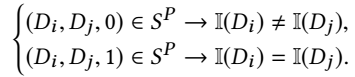 (D_i, D_j, 0) ∈ S^P → 𝕀(D_i) ≠ 𝕀(D_j),
(D_i, D_j, 1) ∈ S^P → 𝕀(D_i) = 𝕀(D_j).